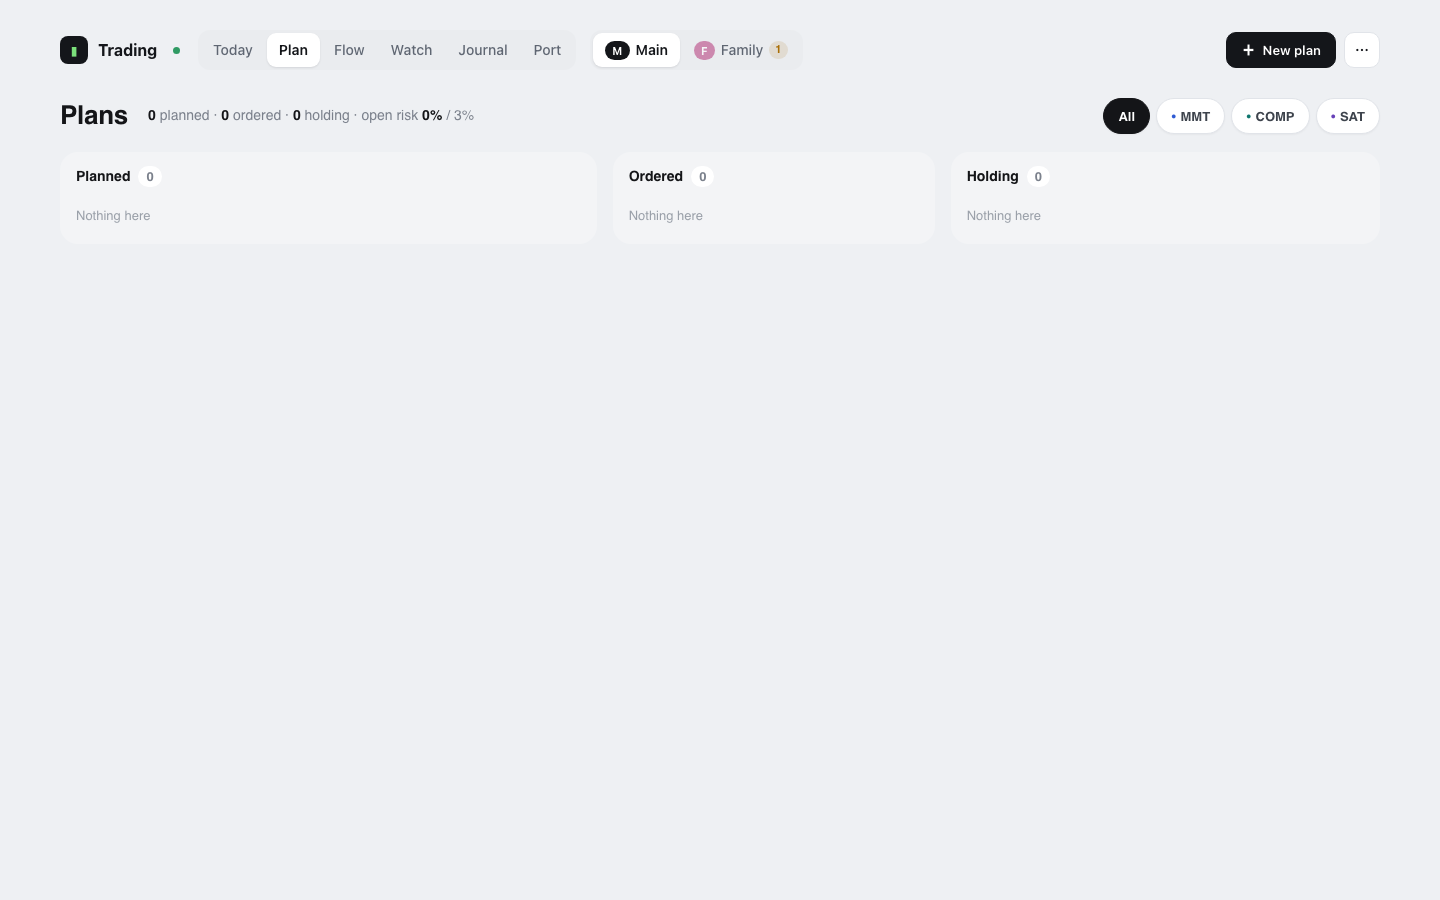 Trading Today Plan Flow Watch Journal Port M Main F Family 1 + New plan ···
Plans 0 planned · 0 ordered · 0 holding · open risk 0% / 3% All • MMT • COMP • SAT
Planned 0 Ordered 0 Holding 0
Nothing here Nothing here Nothing here